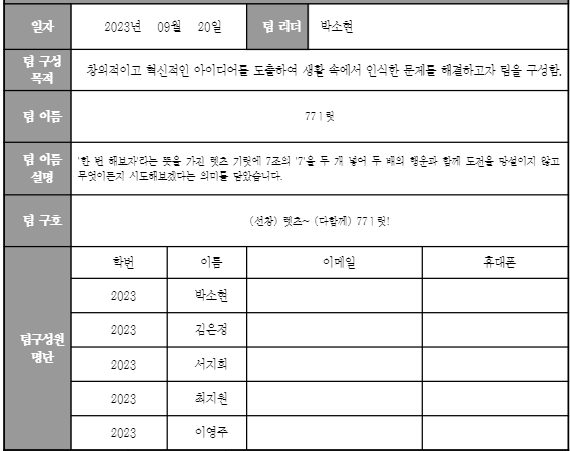 일자 2023년 09월 20일 팀 리더 박소현
팀 구성
목적
창의적이고 혁신적인 아이디어를 도출하여 생활 속에서 인식한 문제를 해결하고자 팀을 구성함.
팀 이름 77ㅣ릿
팀 이름
설명
'한 번 해보자'라는 뜻을 가진 렛츠 기릿에 7조의 '7'을 두 개 넣어 두 배의 행운과 함께 도전을 망설이지 않고
무엇이든지 시도해보겠다는 의미를 담았습니다.
팀 구호 (선창) 렛츠~ (다함께) 77ㅣ릿!
팀구성원
명단
학번 이름 이메일 휴대폰
2023 박소현
2023 김은정
2023 서지희
2023 최지원
2023 이영주